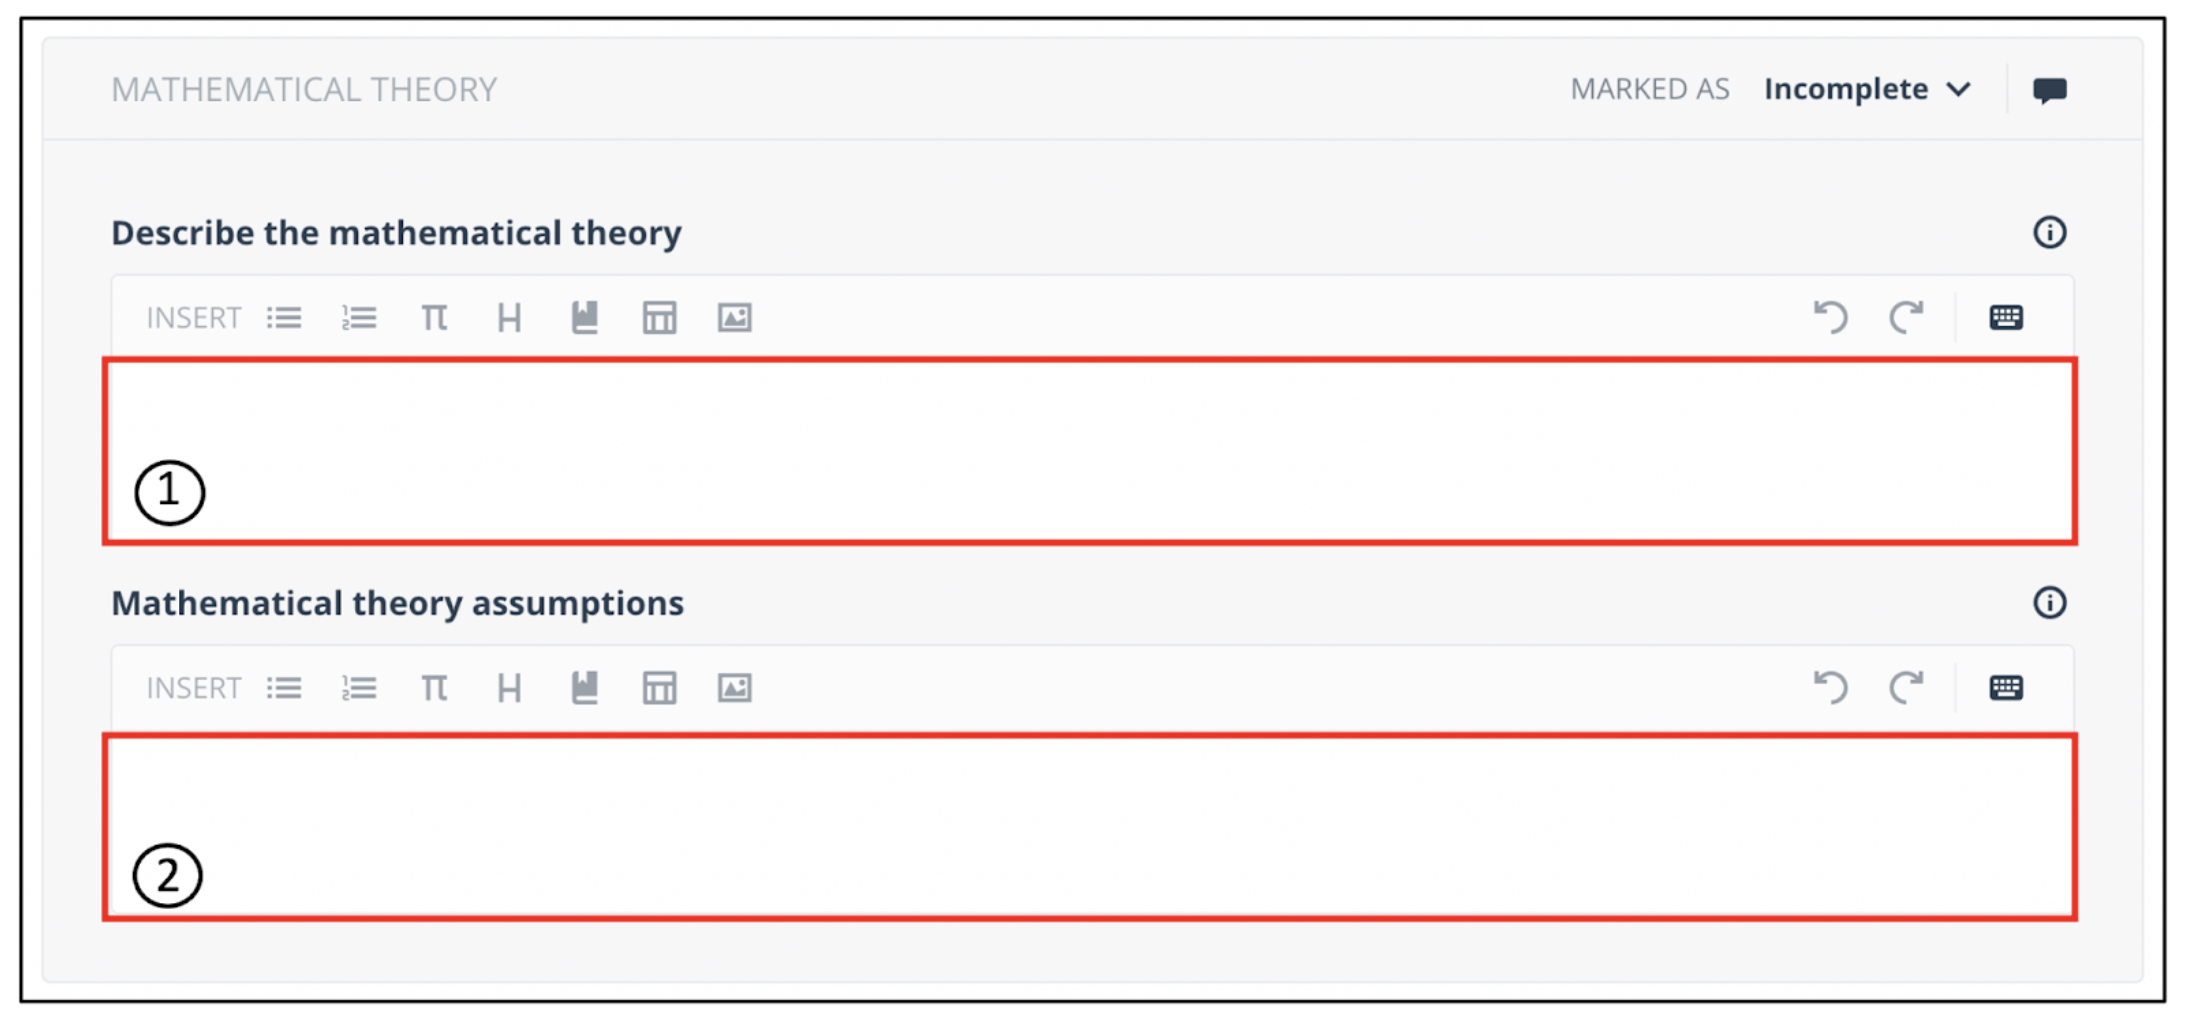 MATHEMATICAL THEORY MARKED AS Incomplete
Describe the mathematical theory
INSERT π H
1
Mathematical theory assumptions
INSERT π H
2